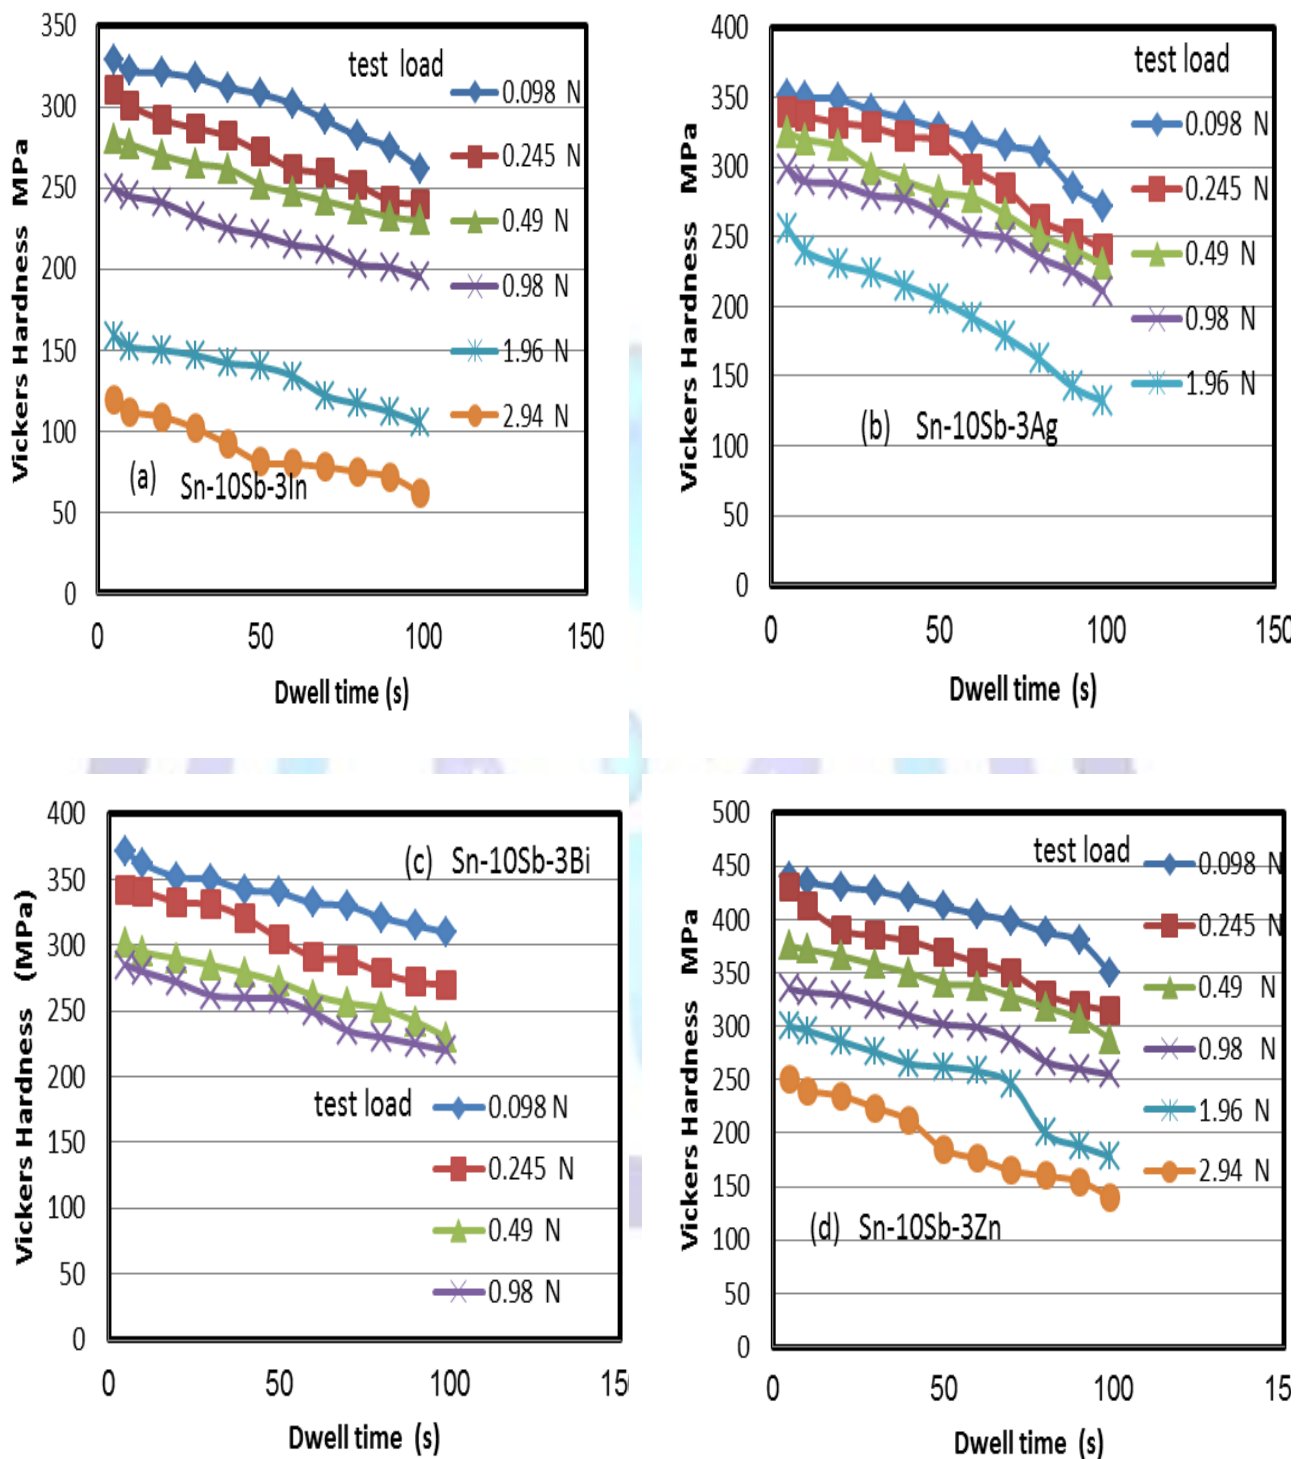 350
300
250
200
150
100
50
0
0 50 100 150
Vickers Hardness MPa
Dwell time (s)
test load
0.098 N
0.245 N
0.49 N
0.98 N
1.96 N
2.94 N
(a) Sn-10Sb-3In
400
350
300
250
200
150
100
50
0
0 50 100 150
Vickers Hardness MPa
Dwell time (s)
test load
0.098 N
0.245 N
0.49 N
0.98 N
1.96 N
(b) Sn-10Sb-3Ag
400
350
300
250
200
150
100
50
0
0 50 100 150
Vickers Hardness (MPa)
Dwell time (s)
(c) Sn-10Sb-3Bi
test load
0.098 N
0.245 N
0.49 N
0.98 N
500
450
400
350
300
250
200
150
100
50
0
0 50 100 15
Vickers Hardness MPa
Dwell time (s)
test load
0.098 N
0.245 N
0.49 N
0.98 N
1.96 N
2.94 N
(d) Sn-10Sb-3Zn